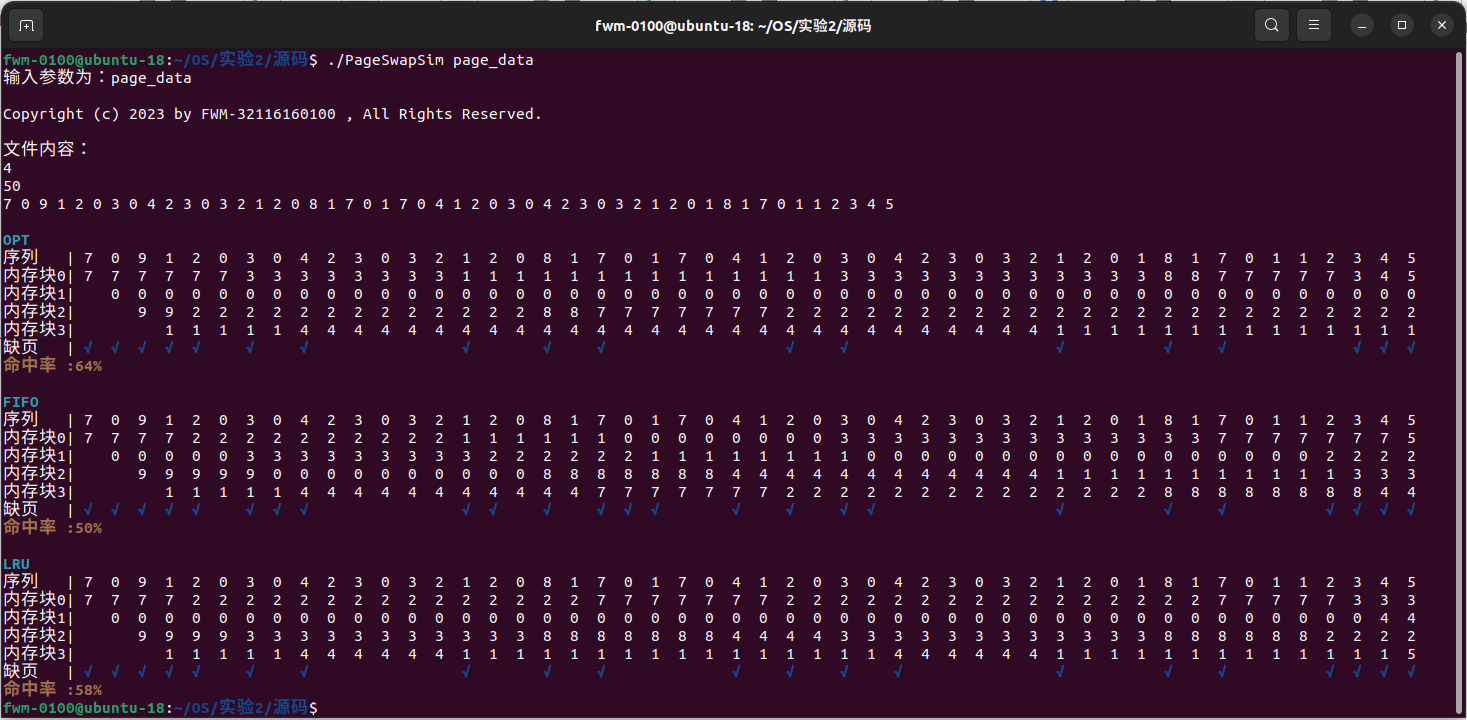 fwm-0100@ubuntu-18: ~/OS/实验2/源码
fwm-0100@ubuntu-18:~/OS/实验2/源码$ ./PageSwapSim page_data
输入参数为：page_data
Copyright (c) 2023 by FWM-32116160100 , All Rights Reserved.
文件内容：
4
50
7 0 9 1 2 0 3 0 4 2 3 0 3 2 1 2 0 8 1 7 0 1 7 0 4 1 2 0 3 0 4 2 3 0 3 2 1 2 0 1 8 1 7 0 1 1 2 3 4 5
OPT
序列 | 7 0 9 1 2 0 3 0 4 2 3 0 3 2 1 2 0 8 1 7 0 1 7 0 4 1 2 0 3 0 4 2 3 0 3 2 1 2 0 1 8 1 7 0 1 1 2 3 4 5
内存块0| 7 7 7 7 7 7 3 3 3 3 3 3 3 3 1 1 1 1 1 1 1 1 1 1 1 1 1 1 3 3 3 3 3 3 3 3 3 3 3 3 8 8 7 7 7 7 7 3 4 5
内存块1| 0 0 0 0 0 0 0 0 0 0 0 0 0 0 0 0 0 0 0 0 0 0 0 0 0 0 0 0 0 0 0 0 0 0 0 0 0 0 0 0 0 0 0 0 0 0 0 0 0
内存块2| 9 9 2 2 2 2 2 2 2 2 2 2 2 2 2 8 8 7 7 7 7 7 7 7 2 2 2 2 2 2 2 2 2 2 2 2 2 2 2 2 2 2 2 2 2 2 2 2
内存块3| 1 1 1 1 1 4 4 4 4 4 4 4 4 4 4 4 4 4 4 4 4 4 4 4 4 4 4 4 4 4 4 4 4 1 1 1 1 1 1 1 1 1 1 1 1 1 1
缺页 | √ √ √ √ √ √ √ √ √ √ √ √ √ √ √ √ √ √
命中率 :64%
FIFO
序列 | 7 0 9 1 2 0 3 0 4 2 3 0 3 2 1 2 0 8 1 7 0 1 7 0 4 1 2 0 3 0 4 2 3 0 3 2 1 2 0 1 8 1 7 0 1 1 2 3 4 5
内存块0| 7 7 7 7 2 2 2 2 2 2 2 2 2 2 1 1 1 1 1 1 0 0 0 0 0 0 0 0 3 3 3 3 3 3 3 3 3 3 3 3 3 3 7 7 7 7 7 7 7 5
内存块1| 0 0 0 0 0 3 3 3 3 3 3 3 3 3 2 2 2 2 2 2 1 1 1 1 1 1 1 1 0 0 0 0 0 0 0 0 0 0 0 0 0 0 0 0 0 2 2 2 2
内存块2| 9 9 9 9 9 0 0 0 0 0 0 0 0 0 0 8 8 8 8 8 8 8 4 4 4 4 4 4 4 4 4 4 4 4 1 1 1 1 1 1 1 1 1 1 1 3 3 3
内存块3| 1 1 1 1 1 4 4 4 4 4 4 4 4 4 4 4 7 7 7 7 7 7 7 2 2 2 2 2 2 2 2 2 2 2 2 2 2 8 8 8 8 8 8 8 8 4 4
缺页 | √ √ √ √ √ √ √ √ √ √ √ √ √ √ √ √ √ √ √ √ √ √ √ √ √
命中率 :50%
LRU
序列 | 7 0 9 1 2 0 3 0 4 2 3 0 3 2 1 2 0 8 1 7 0 1 7 0 4 1 2 0 3 0 4 2 3 0 3 2 1 2 0 1 8 1 7 0 1 1 2 3 4 5
内存块0| 7 7 7 7 2 2 2 2 2 2 2 2 2 2 2 2 2 2 2 7 7 7 7 7 7 7 2 2 2 2 2 2 2 2 2 2 2 2 2 2 2 2 7 7 7 7 7 3 3 3
内存块1| 0 0 0 0 0 0 0 0 0 0 0 0 0 0 0 0 0 0 0 0 0 0 0 0 0 0 0 0 0 0 0 0 0 0 0 0 0 0 0 0 0 0 0 0 0 0 0 4 4
内存块2| 9 9 9 9 3 3 3 3 3 3 3 3 3 3 3 8 8 8 8 8 8 8 4 4 4 4 3 3 3 3 3 3 3 3 3 3 3 3 8 8 8 8 8 8 2 2 2 2
内存块3| 1 1 1 1 1 4 4 4 4 4 4 1 1 1 1 1 1 1 1 1 1 1 1 1 1 1 1 4 4 4 4 4 4 1 1 1 1 1 1 1 1 1 1 1 1 1 5
缺页 | √ √ √ √ √ √ √ √ √ √ √ √ √ √ √ √ √ √ √ √ √
命中率 :58%
fwm-0100@ubuntu-18:~/OS/实验2/源码$